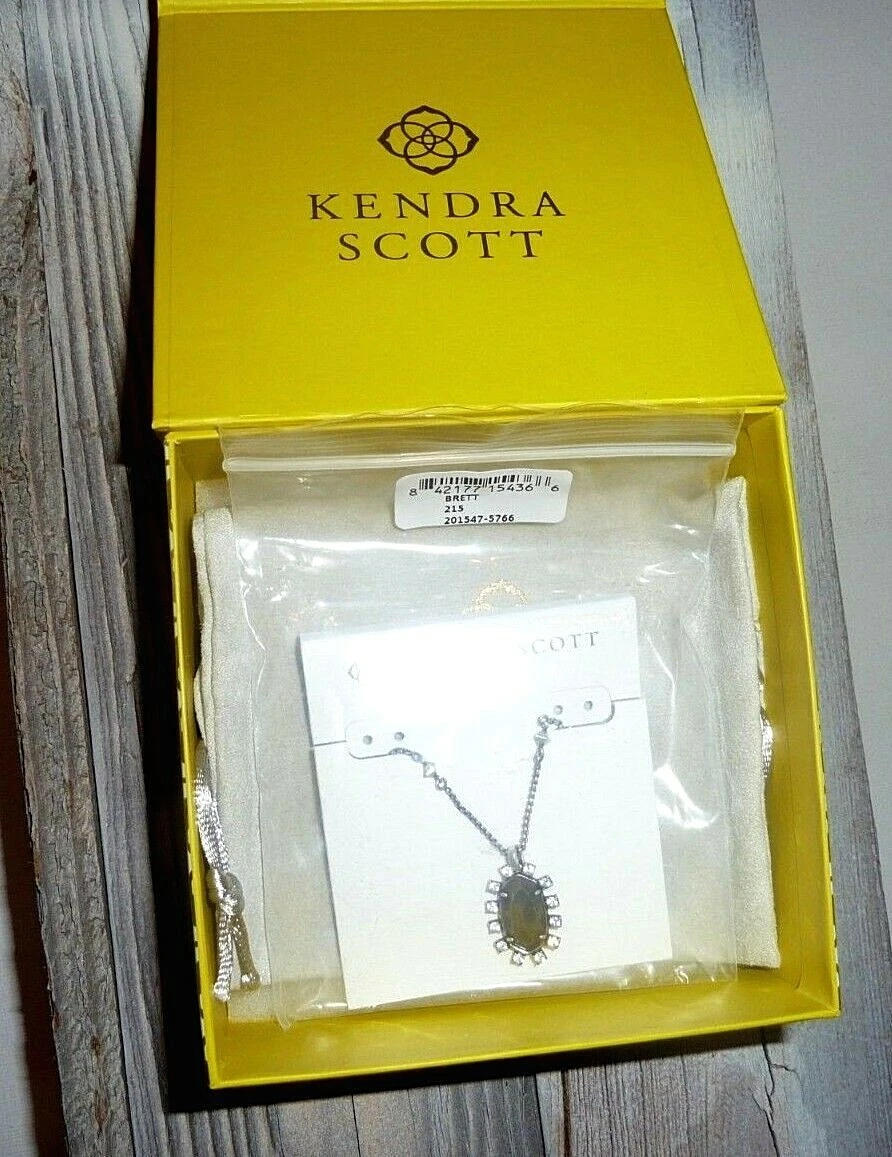 KENDRA
SCOTT
8 42177 15436 6
BRETT
215
201547-5766
SCOTT